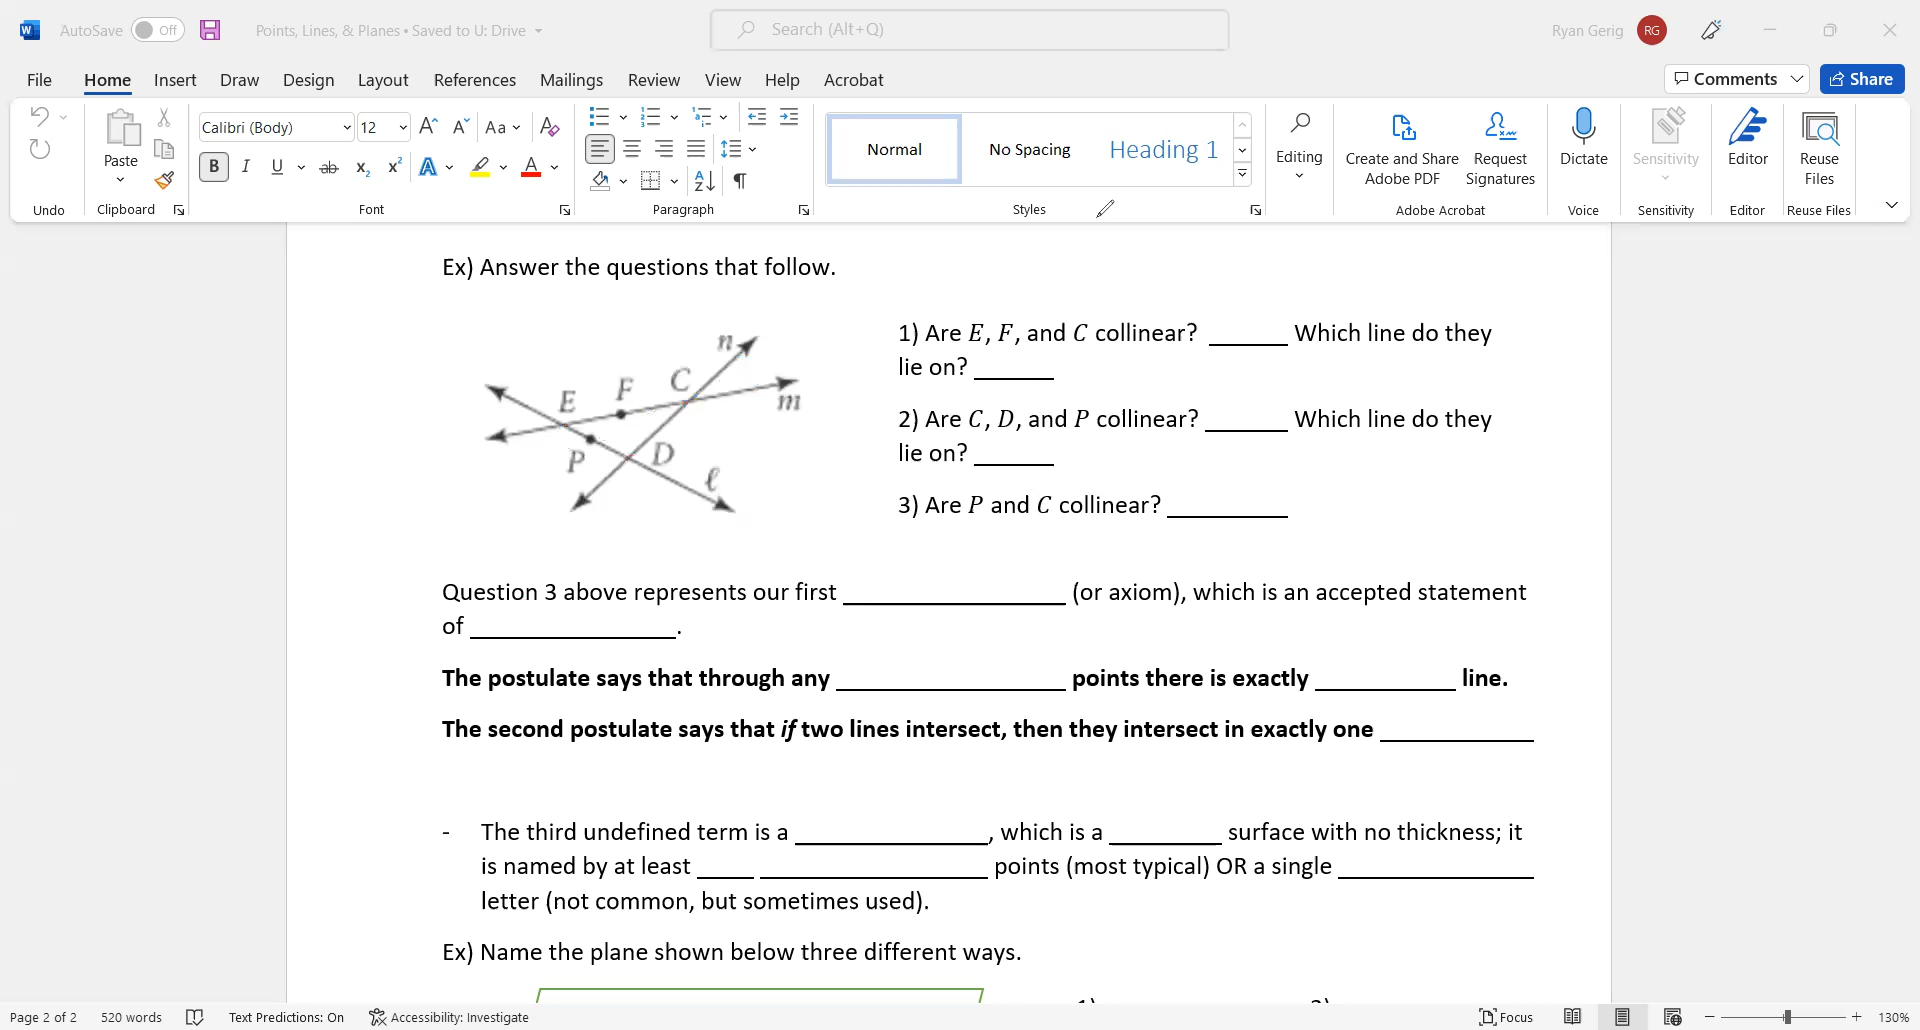 AutoSave Off Points, Lines, & Planes • Saved to U: Drive Search (Alt+Q) Ryan Gerig RG
File Home Insert Draw Design Layout References Mailings Review View Help Acrobat Comments Share
Paste
Calibri (Body) 12 Aa
B I U ab x₂ x² A A
Normal No Spacing Heading 1
Editing
Create and Share
Adobe PDF
Request
Signatures
Dictate
Sensitivity
Editor
Reuse
Files
Undo Clipboard Font Paragraph Styles Adobe Acrobat Voice Sensitivity Editor Reuse Files
Ex) Answer the questions that follow.
n
E F C
m
P D
ℓ
1) Are E, F, and C collinear? ______ Which line do they
lie on? ______
2) Are C, D, and P collinear? ______ Which line do they
lie on? ______
3) Are P and C collinear? _________
Question 3 above represents our first _________________ (or axiom), which is an accepted statement
of ________________.
The postulate says that through any _________________ points there is exactly ___________ line.
The second postulate says that if two lines intersect, then they intersect in exactly one ____________
- The third undefined term is a _______________, which is a _________ surface with no thickness; it
is named by at least ____ _________________ points (most typical) OR a single _______________
letter (not common, but sometimes used).
Ex) Name the plane shown below three different ways.
Page 2 of 2 520 words Text Predictions: On Accessibility: Investigate Focus 130%